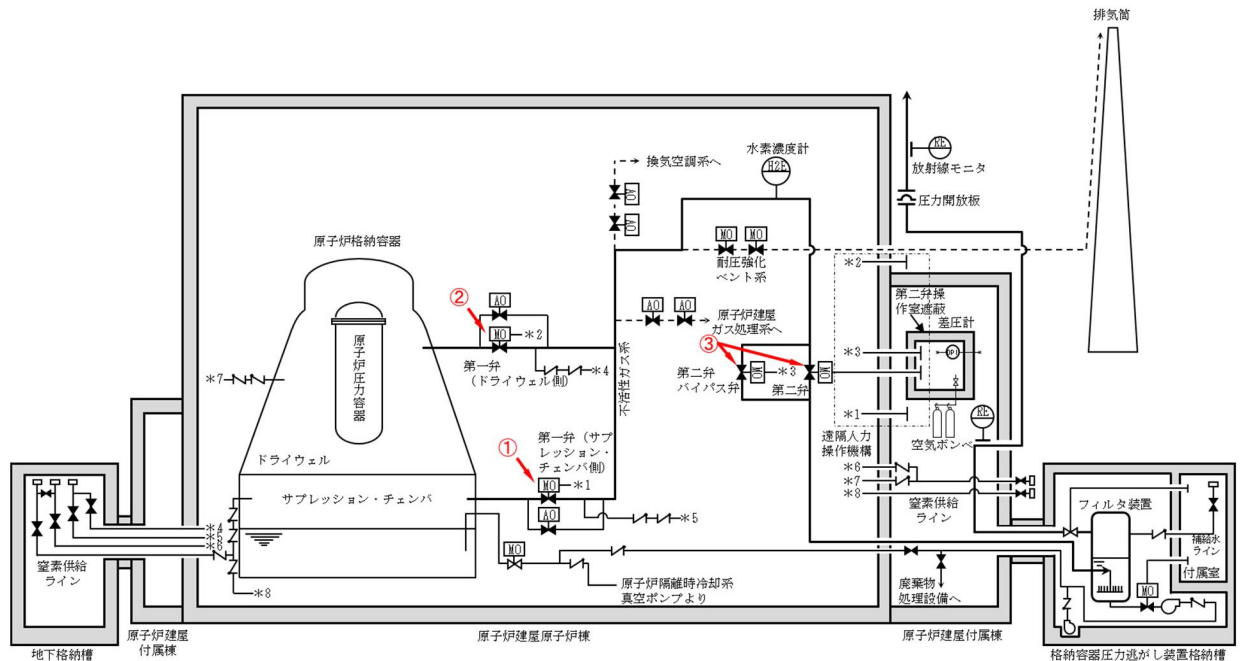 排気筒
水素濃度計
H2E
換気空調系へ
AO
AO
RE
放射線モニタ
圧力開放板
原子炉格納容器
MO
MO
耐圧強化
ベント系
*2
第二弁操
作室遮蔽
差圧計
②
AO
MO
*2
AO
AO
原子炉建屋
ガス処理系へ
原子炉圧力容器
第一弁
(ドライウェル側)
*4
不活性ガス系
③
*3
DPI
*7
第二弁
バイパス弁
MO
*3
第二弁
MO
*1
RE
空気ボンベ
遠隔人力
操作機構
①
第一弁(サプ
レッション・
チェンバ側)
ドライウェル
MO
*1
*6
*7
*8
サプレッション・チェンバ
AO
*5
窒素供給
ライン
フィルタ装置
*4
*5
*6
補給水
ライン
窒素供給
ライン
MO
付属室
*8
原子炉隔離時冷却系
真空ポンプより
廃棄物
処理設備へ
MO
原子炉建屋
付属棟
原子炉建屋原子炉棟
原子炉建屋付属棟
地下格納槽
格納容器圧力逃がし装置格納槽